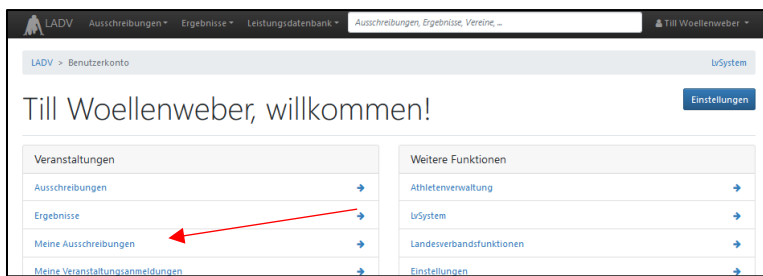 LADV Ausschreibungen Ergebnisse Leistungsdatenbank Ausschreibungen, Ergebnisse, Vereine, ... Till Woellenweber
LADV > Benutzerkonto LvSystem
Till Woellenweber, willkommen! Einstellungen
Veranstaltungen Weitere Funktionen
Ausschreibungen Athletenverwaltung
Ergebnisse LvSystem
Meine Ausschreibungen Landesverbandsfunktionen
Meine Veranstaltungsanmeldungen Einstellungen